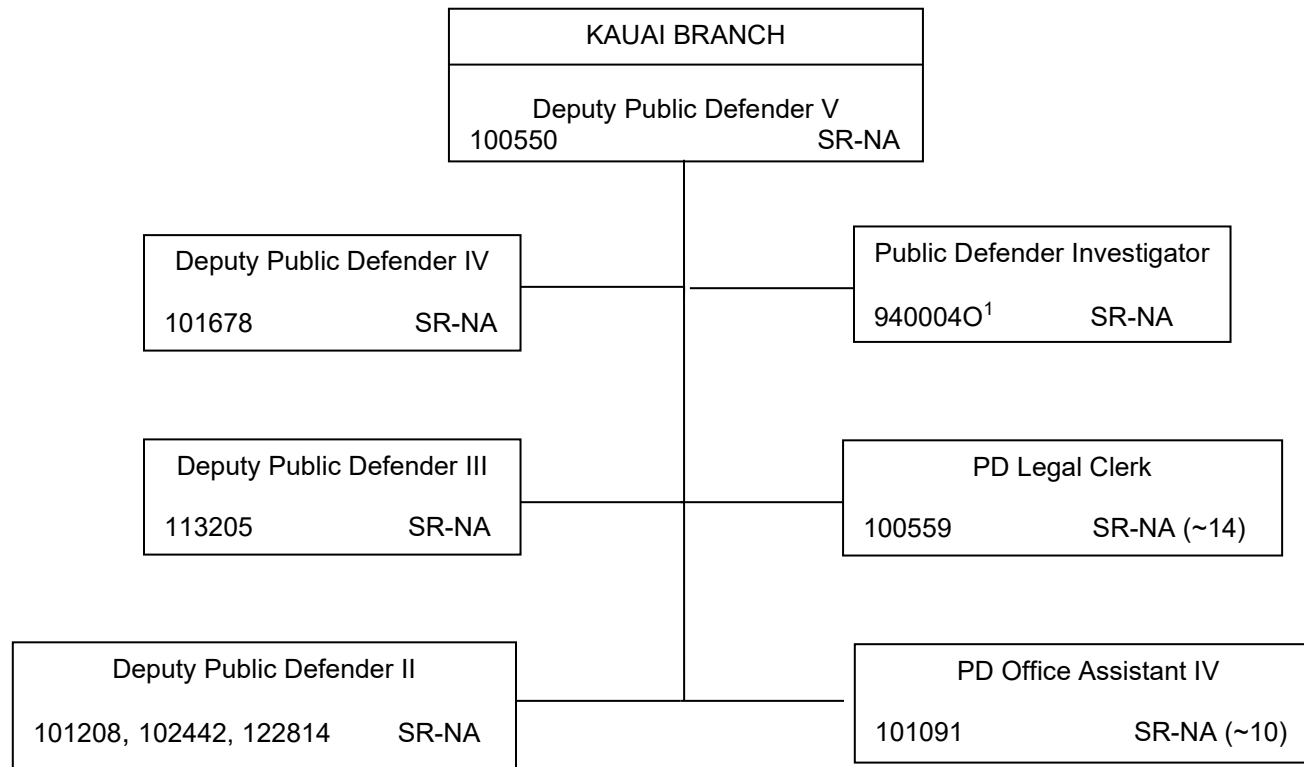 KAUAI BRANCH
Deputy Public Defender V
100550 SR-NA
Deputy Public Defender IV
101678 SR-NA
Public Defender Investigator
940004O¹ SR-NA
Deputy Public Defender III
113205 SR-NA
PD Legal Clerk
100559 SR-NA (~14)
Deputy Public Defender II
101208, 102442, 122814 SR-NA
PD Office Assistant IV
101091 SR-NA (~10)